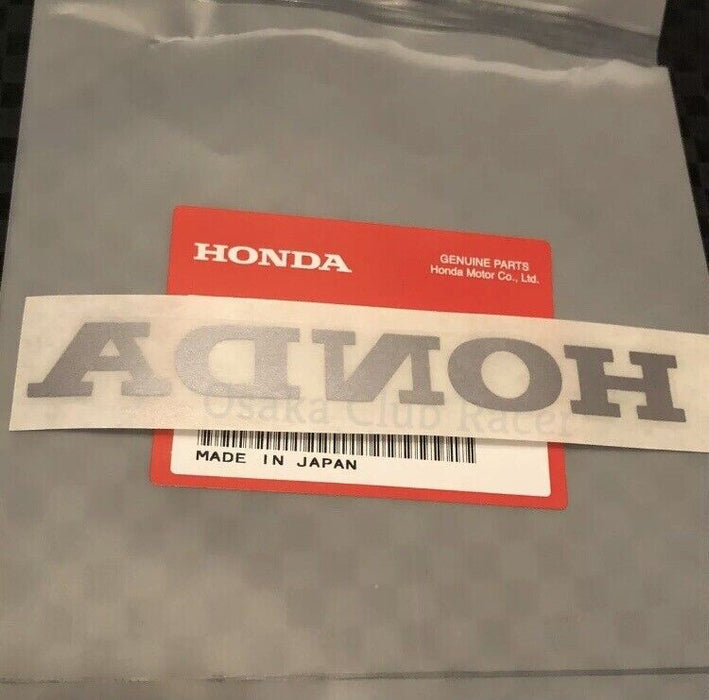 HONDA
GENUINE PARTS
Honda Motor Co., Ltd.
HONDA
Osaka Club Racer
MADE IN JAPAN